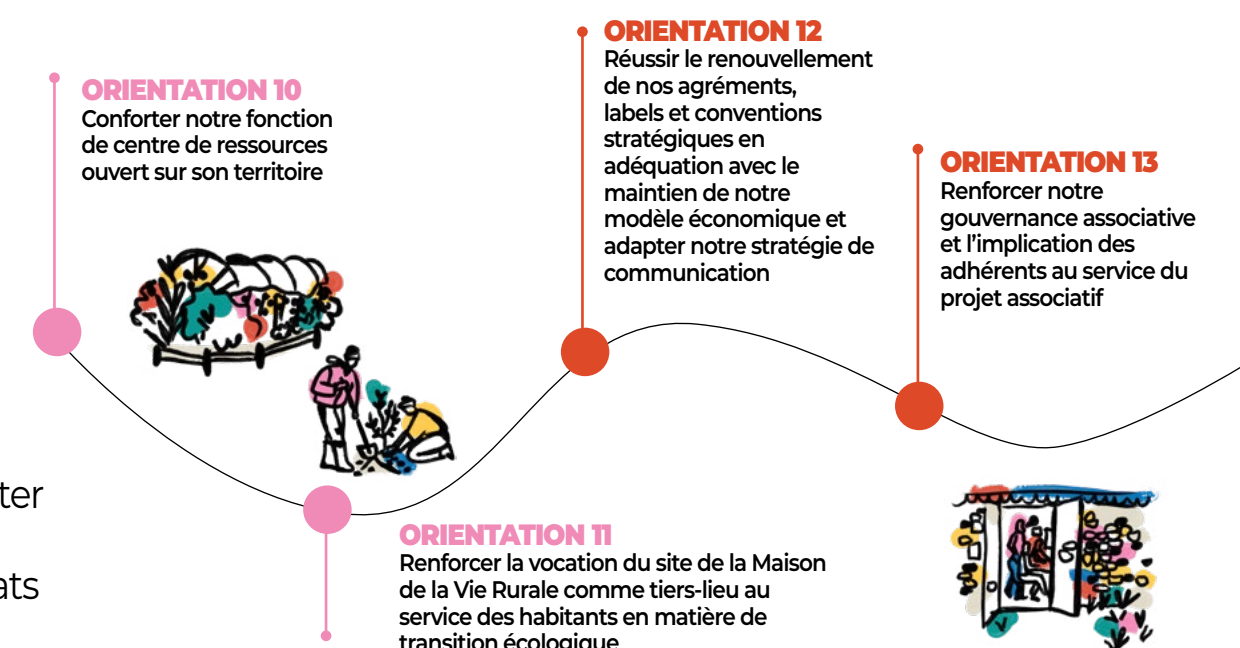 ORIENTATION 10
Conforter notre fonction
de centre de ressources
ouvert sur son territoire
ORIENTATION 12
Réussir le renouvellement
de nos agréments,
labels et conventions
stratégiques en
adéquation avec le
maintien de notre
modèle économique et
adapter notre stratégie de
communication
ORIENTATION 13
Renforcer notre
gouvernance associative
et l’implication des
adhérents au service du
projet associatif
ter
ats
ORIENTATION 11
Renforcer la vocation du site de la Maison
de la Vie Rurale comme tiers-lieu au
service des habitants en matière de
transition écologique